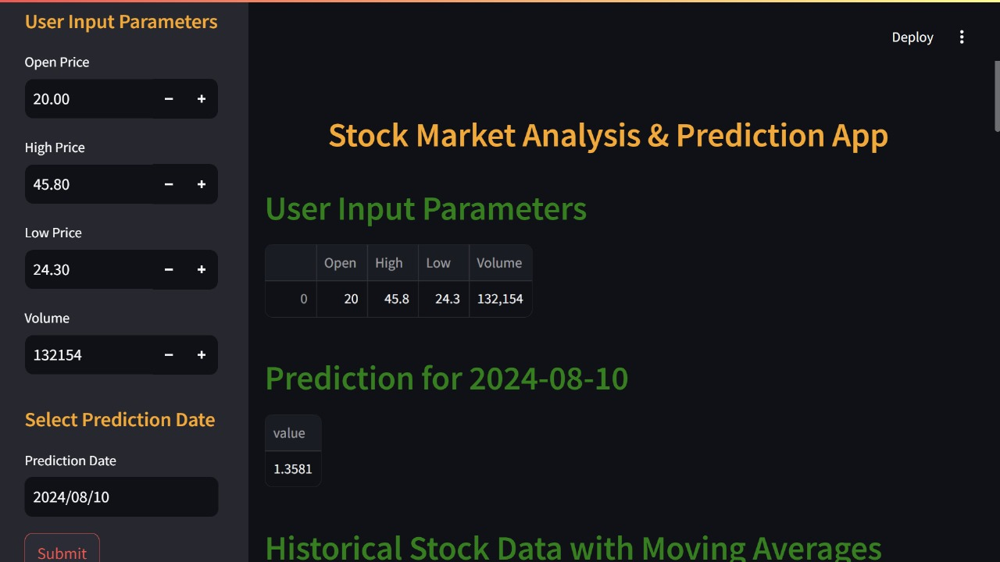 User Input Parameters
Open Price
20.00
High Price
45.80
Low Price
24.30
Volume
132154
Select Prediction Date
Prediction Date
2024/08/10
Submit
Deploy
Stock Market Analysis & Prediction App
User Input Parameters
Open High Low Volume
0 20 45.8 24.3 132,154
Prediction for 2024-08-10
value
1.3581
Historical Stock Data with Moving Averages